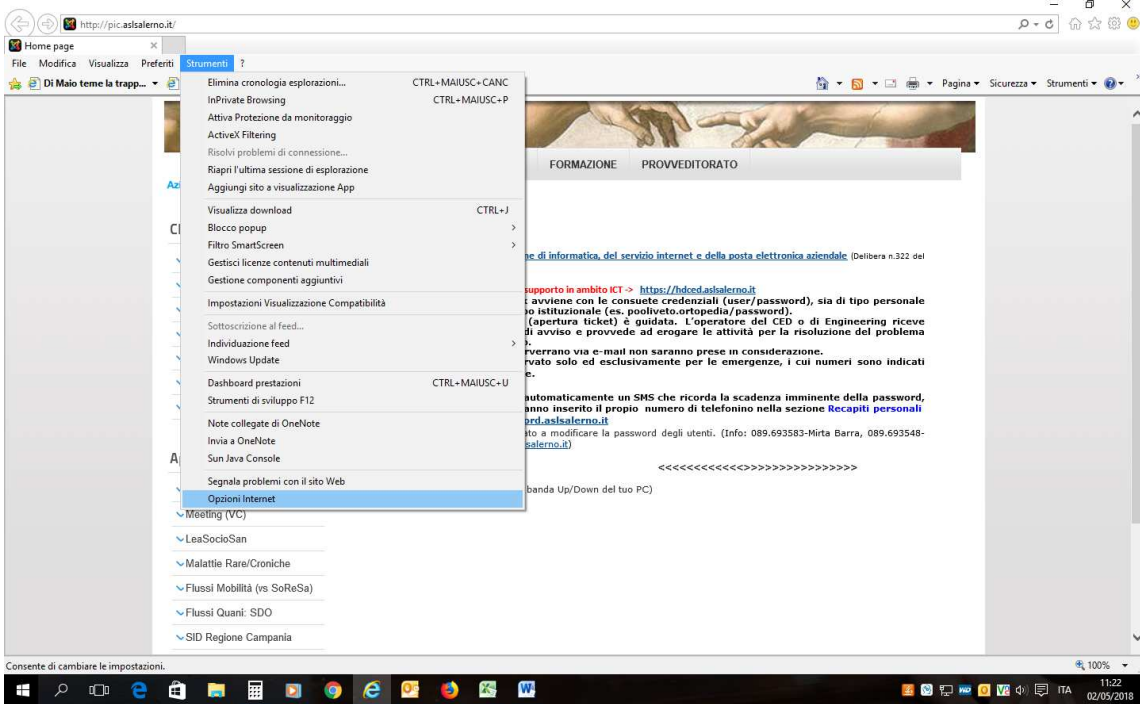 http://pic.aslsalerno.it/
Home page
File Modifica Visualizza Preferiti Strumenti ?
Di Maio teme la trapp...
Pagina Sicurezza Strumenti
Elimina cronologia esplorazioni... CTRL+MAIUSC+CANC
InPrivate Browsing CTRL+MAIUSC+P
Attiva Protezione da monitoraggio
ActiveX Filtering
Risolvi problemi di connessione...
Riapri l'ultima sessione di esplorazione
Aggiungi sito a visualizzazione App
Visualizza download CTRL+J
Blocco popup
Filtro SmartScreen
Gestisci licenze contenuti multimediali
Gestione componenti aggiuntivi
Impostazioni Visualizzazione Compatibilità
Sottoscrizione al feed...
Individuazione feed
Windows Update
Dashboard prestazioni CTRL+MAIUSC+U
Strumenti di sviluppo F12
Note collegate di OneNote
Invia a OneNote
Sun Java Console
Segnala problemi con il sito Web
Opzioni Internet
FORMAZIONE PROVVEDITORATO
di informatica, del servizio internet e della posta elettronica aziendale (Delibera n.322 del
supporto in ambito ICT -> https://hdced.aslsalerno.it
avviene con le consuete credenziali (user/password), sia di tipo personale
istituzionale (es. pooliveto.ortopedia/password).
(apertura ticket) è guidata. L'operatore del CED o di Engineering riceve
di avviso e provvede ad erogare le attività per la risoluzione del problema
via e-mail non saranno prese in considerazione.
solo ed esclusivamente per le emergenze, i cui numeri sono indicati
automaticamente un SMS che ricorda la scadenza imminente della password,
inserito il propio numero di telefonino nella sezione Recapiti personali
ord.aslsalerno.it
a modificare la password degli utenti. (Info: 089.693583-Mirta Barra, 089.693548-
salerno.it)
<<<<<<<<<<<<>>>>>>>>>>>>>>>
banda Up/Down del tuo PC)
Meeting (VC)
LeaSocioSan
Malattie Rare/Croniche
Flussi Mobilità (vs SoReSa)
Flussi Quani: SDO
SID Regione Campania
Consente di cambiare le impostazioni.
100%
ITA
11:22
02/05/2018